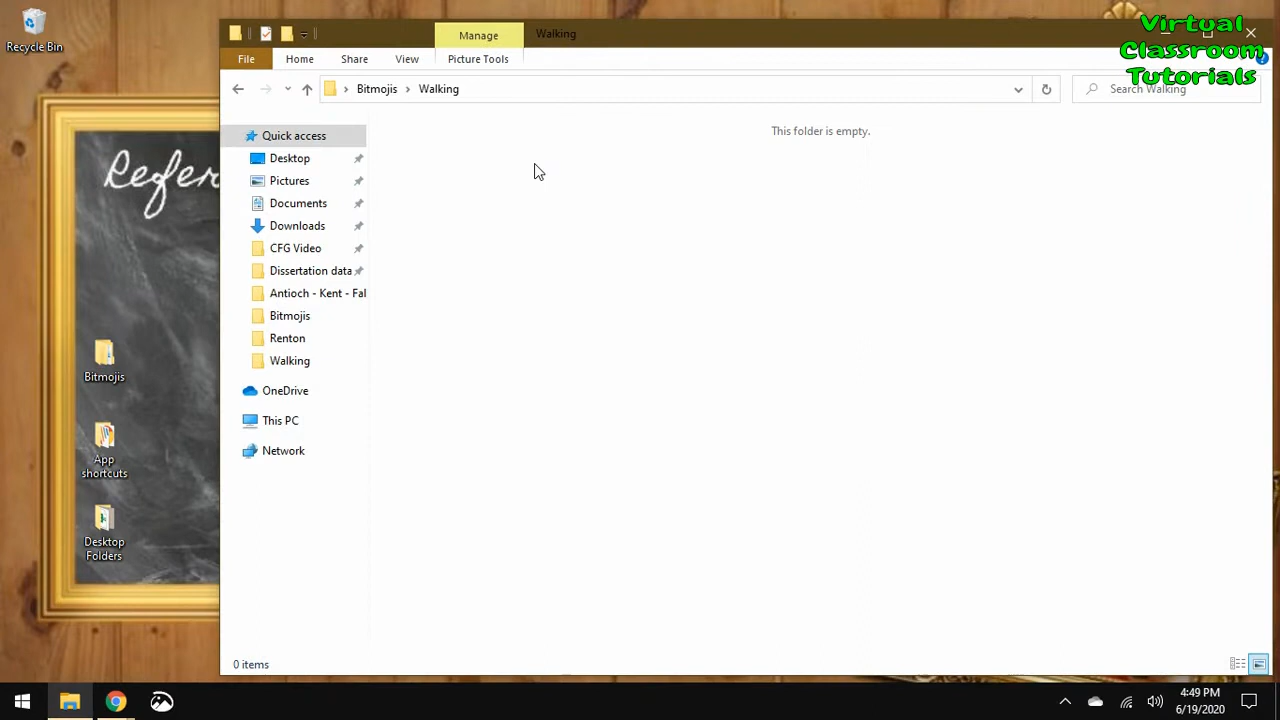 Recycle Bin
Manage
Walking
Virtual
Classroom
Tutorials
File
Home
Share
View
Picture Tools
Bitmojis
Walking
Search Walking
Quick access
This folder is empty.
Desktop
Pictures
Documents
Downloads
CFG Video
Dissertation data
Antioch - Kent - Fal
Bitmojis
Renton
Walking
OneDrive
This PC
Network
Refer
Bitmojis
App
shortcuts
Desktop
Folders
0 items
4:49 PM
6/19/2020